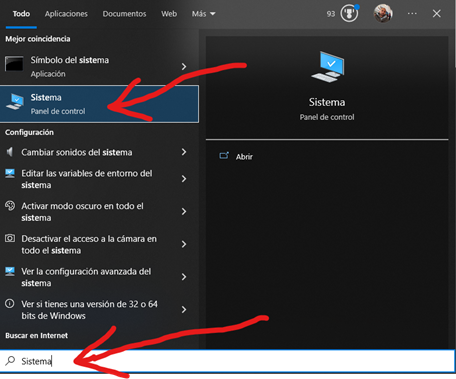 Todo Aplicaciones Documentos Web Más 93
Mejor coincidencia
Símbolo del sistema
Aplicación
Sistema
Panel de control
Configuración
Cambiar sonidos del sistema
Editar las variables de entorno del
sistema
Activar modo oscuro en todo el
sistema
Desactivar el acceso a la cámara en
todo el sistema
Ver la configuración avanzada del
sistema
Ver si tienes una versión de 32 o 64
bits de Windows
Buscar en Internet
Sistema
Sistema
Panel de control
Abrir